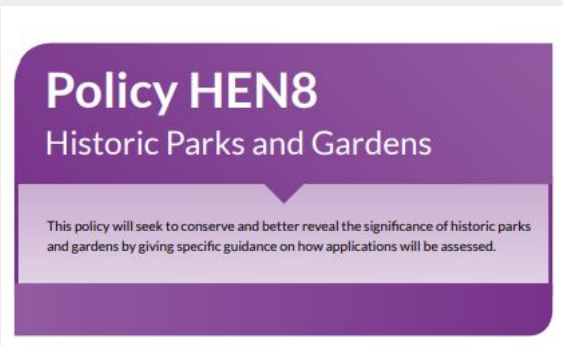 Policy HEN8
Historic Parks and Gardens
This policy will seek to conserve and better reveal the significance of historic parks
and gardens by giving specific guidance on how applications will be assessed.